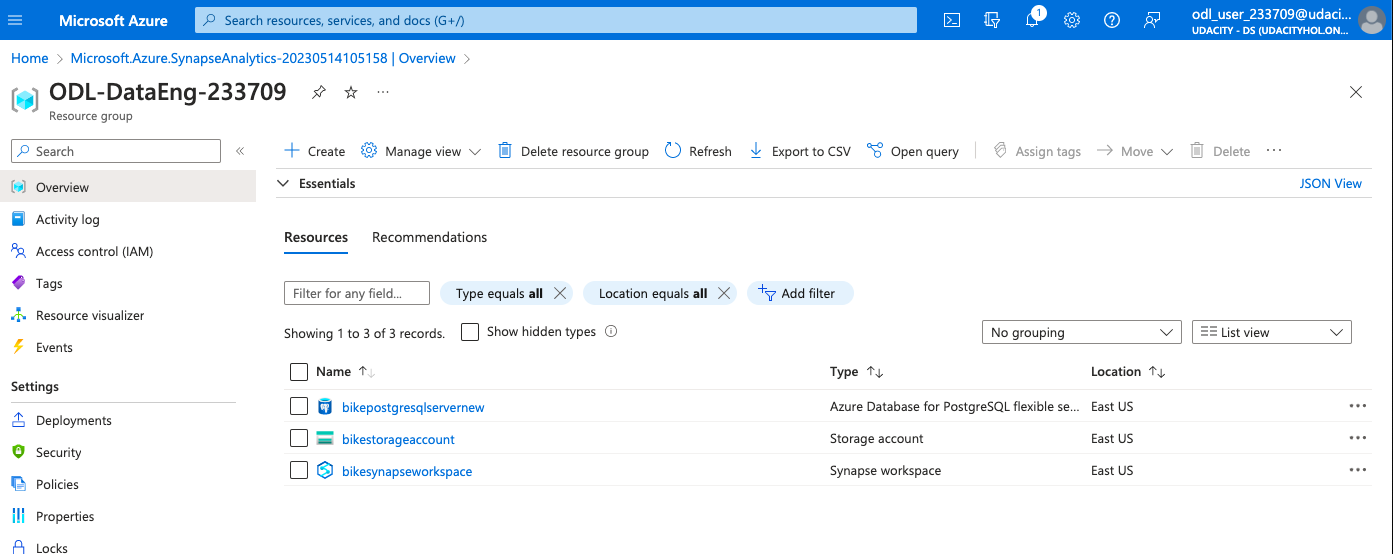 Microsoft Azure
Search resources, services, and docs (G+/)
1
odl_user_233709@udaci...
UDACITY - DS (UDACITYHOL.ON...
Home > Microsoft.Azure.SynapseAnalytics-20230514105158 | Overview >
ODL-DataEng-233709
Resource group
Search
Create
Manage view
Delete resource group
Refresh
Export to CSV
Open query
Assign tags
Move
Delete
Overview
Activity log
Access control (IAM)
Tags
Resource visualizer
Events
Settings
Deployments
Security
Policies
Properties
Locks
Essentials
JSON View
Resources
Recommendations
Filter for any field...
Type equals all
Location equals all
Add filter
Showing 1 to 3 of 3 records.
Show hidden types
No grouping
List view
Name Type Location
bikepostgresqlservernew Azure Database for PostgreSQL flexible se... East US
bikestorageaccount Storage account East US
bikesynapseworkspace Synapse workspace East US